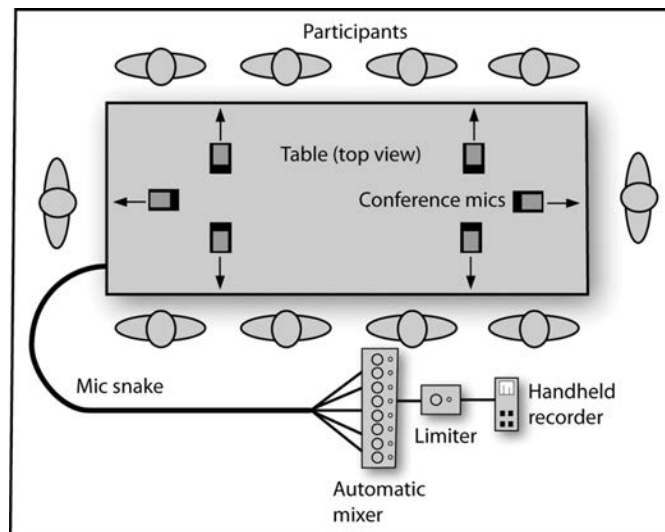 Participants
Table (top view)
Conference mics
Mic snake
Handheld
recorder
Limiter
Automatic
mixer